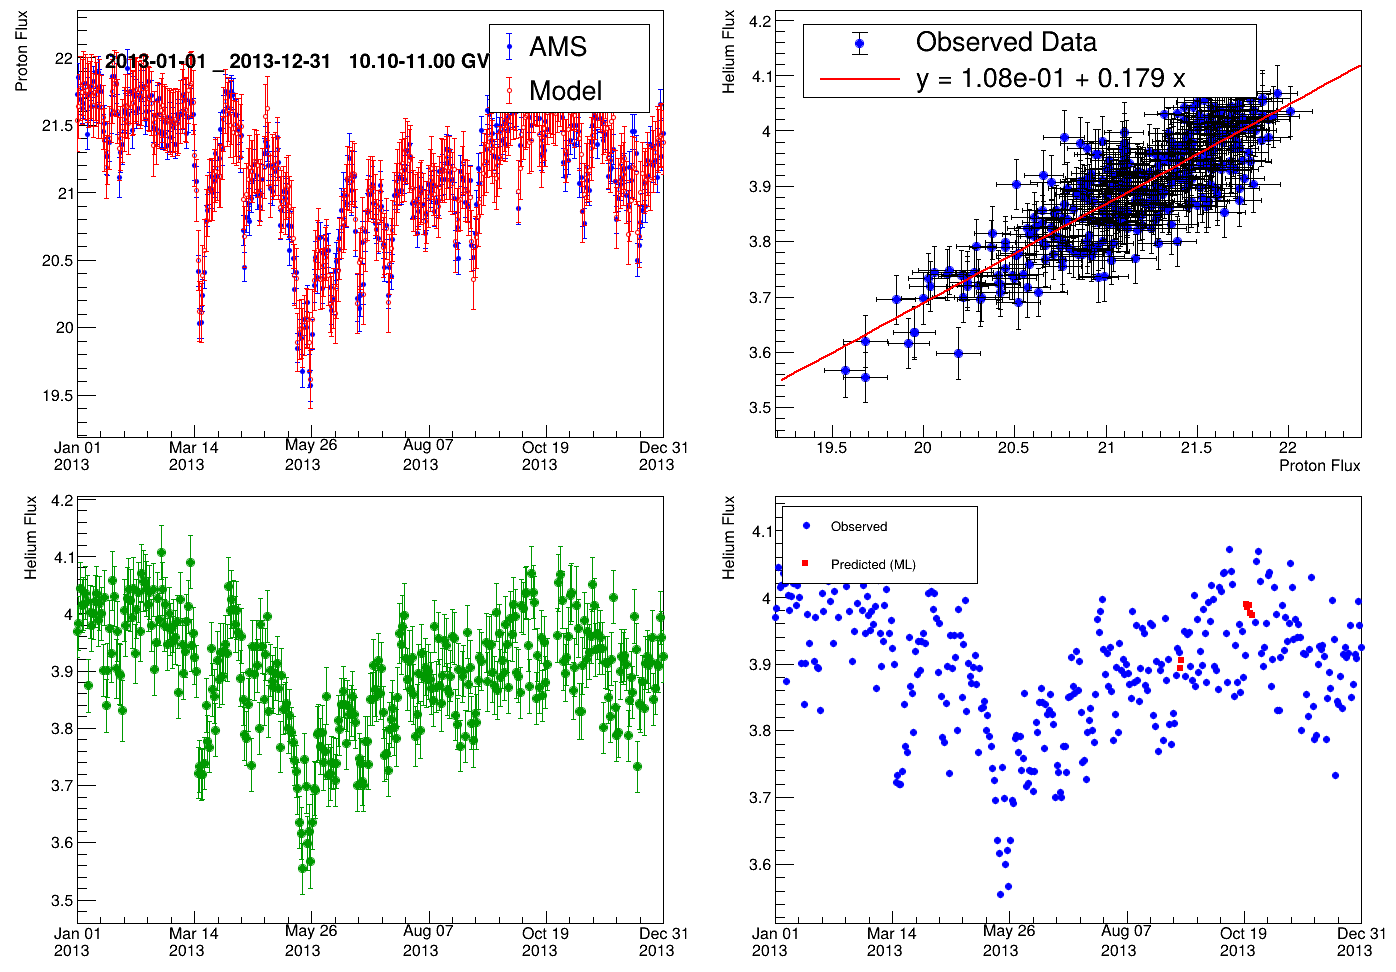 Proton Flux
2013-01-01 _ 2013-12-31 10.10-11.00 GV
AMS
Model
22
21.5
21
20.5
20
19.5
Jan 01
2013
Mar 14
2013
May 26
2013
Aug 07
2013
Oct 19
2013
Dec 31
2013
Helium Flux
Observed Data
y = 1.08e-01 + 0.179 x
4.2
4.1
4
3.9
3.8
3.7
3.6
3.5
19.5
20
20.5
21
21.5
22
Proton Flux
Helium Flux
4.2
4.1
4
3.9
3.8
3.7
3.6
3.5
Jan 01
2013
Mar 14
2013
May 26
2013
Aug 07
2013
Oct 19
2013
Dec 31
2013
Helium Flux
Observed
Predicted (ML)
4.1
4
3.9
3.8
3.7
3.6
Jan 01
2013
Mar 14
2013
May 26
2013
Aug 07
2013
Oct 19
2013
Dec 31
2013